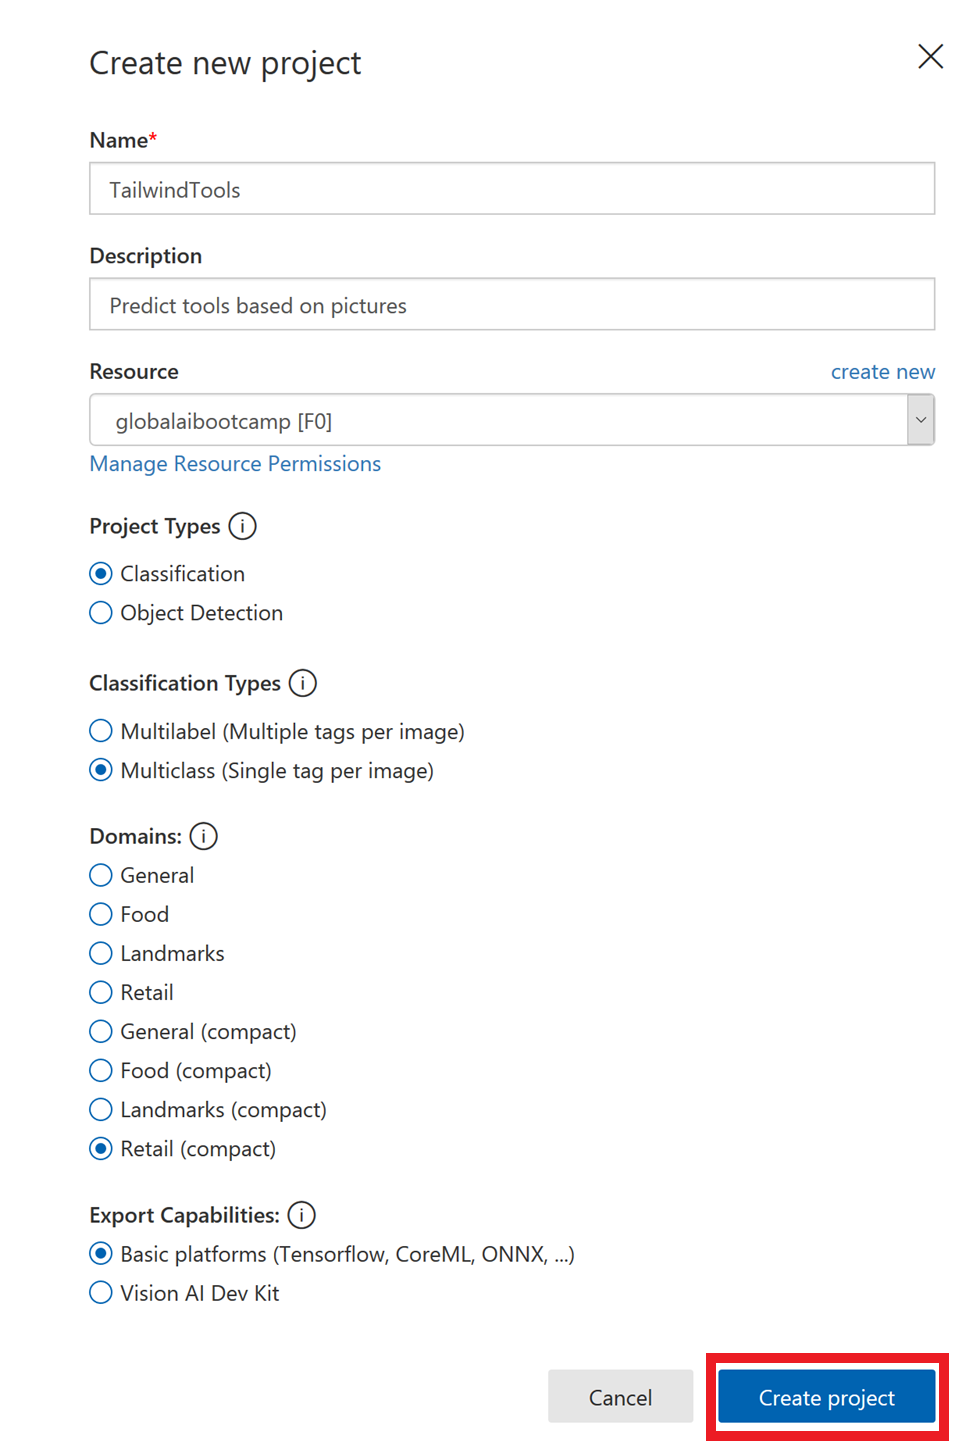 Create new project
Name*
TailwindTools
Description
Predict tools based on pictures
Resource create new
globalaibootcamp [F0]
Manage Resource Permissions
Project Types i
Classification
Object Detection
Classification Types i
Multilabel (Multiple tags per image)
Multiclass (Single tag per image)
Domains: i
General
Food
Landmarks
Retail
General (compact)
Food (compact)
Landmarks (compact)
Retail (compact)
Export Capabilities: i
Basic platforms (Tensorflow, CoreML, ONNX, ...)
Vision AI Dev Kit
Cancel Create project